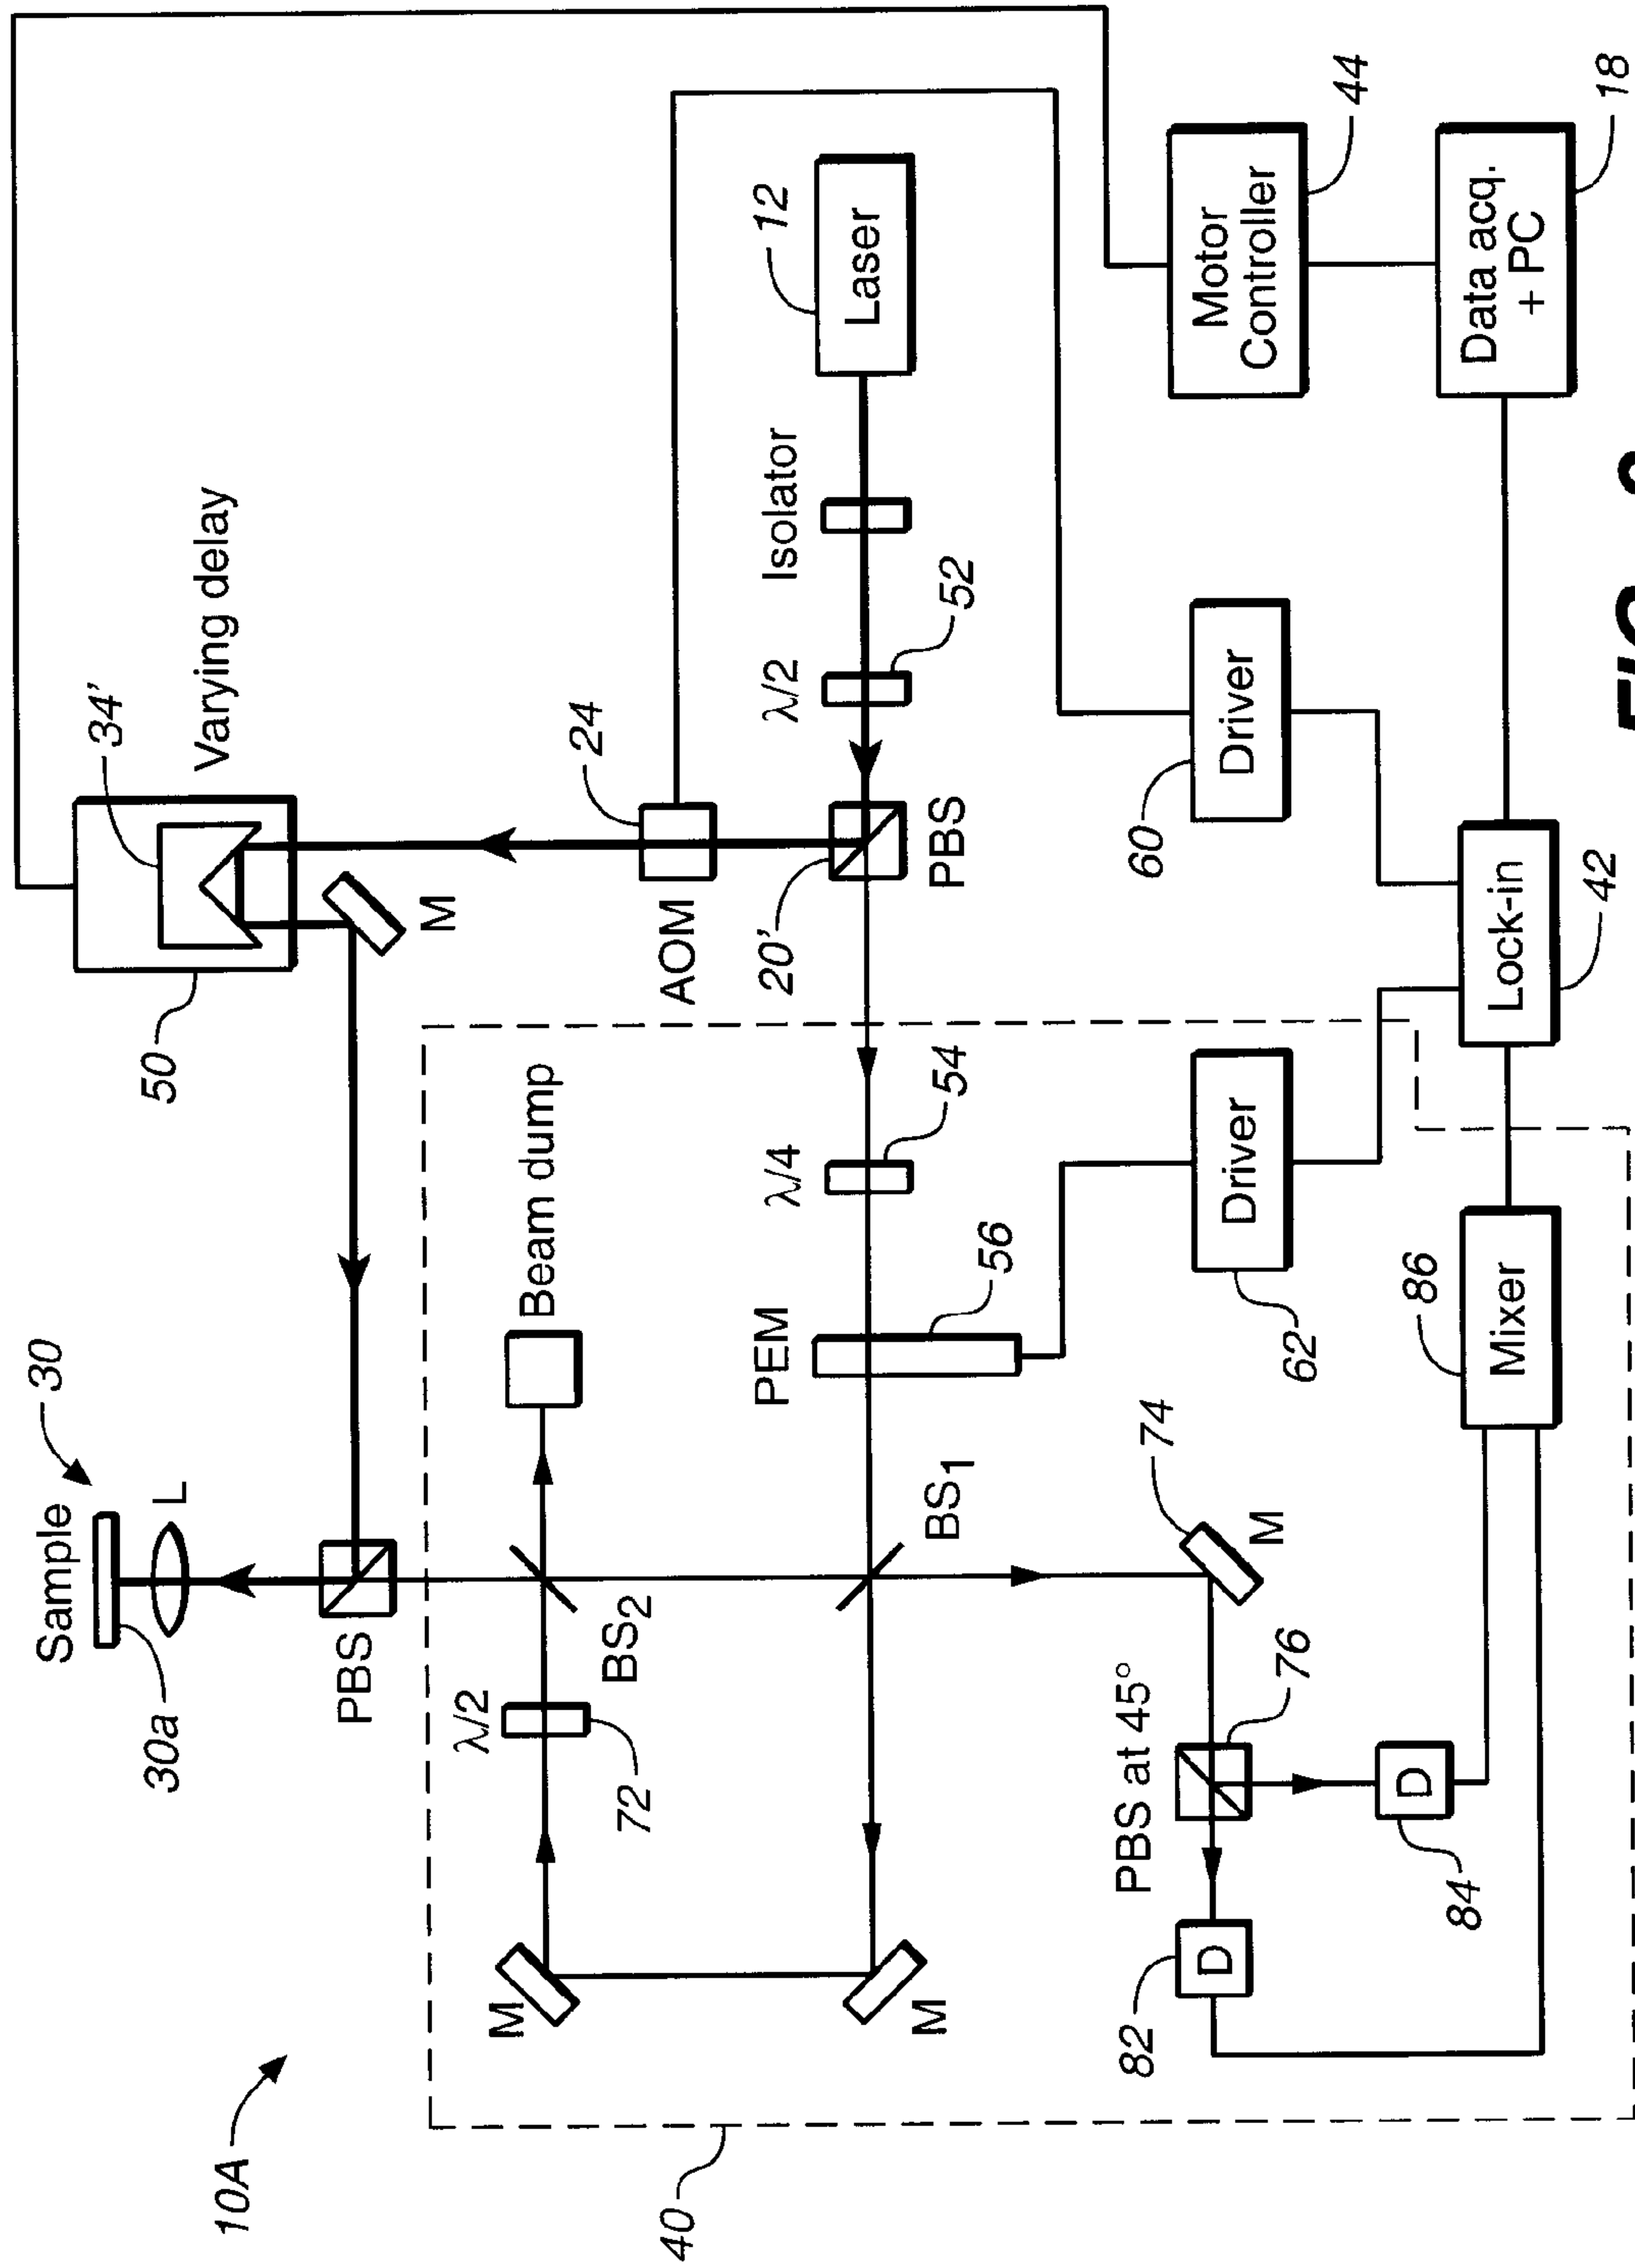 10A
40
Sample
30
30a
L
PBS
50
34'
Varying delay
M
Beam dump
λ/2
72
BS2
M
M
AOM
24
20'
PBS
λ/2
52
Isolator
12
Laser
λ/4
54
PEM
56
BS1
74
M
PBS at 45°
76
82
D
84
D
62
Driver
60
Driver
86
Mixer
Lock-in
42
Motor
Controller
44
Data acq.
+ PC
18